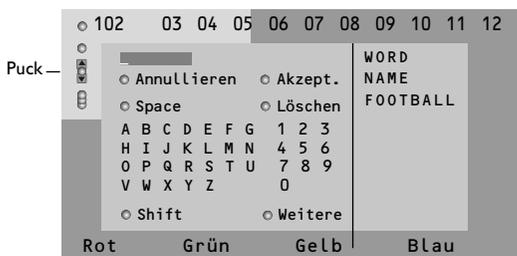 102 03 04 05 06 07 08 09 10 11 12
Puck
Annullieren Akzept.
Space Löschen
A B C D E F G 1 2 3
H I J K L M N 4 5 6
O P Q R S T U 7 8 9
V W X Y Z 0
Shift Weitere
WORD
NAME
FOOTBALL
Rot Grün Gelb Blau